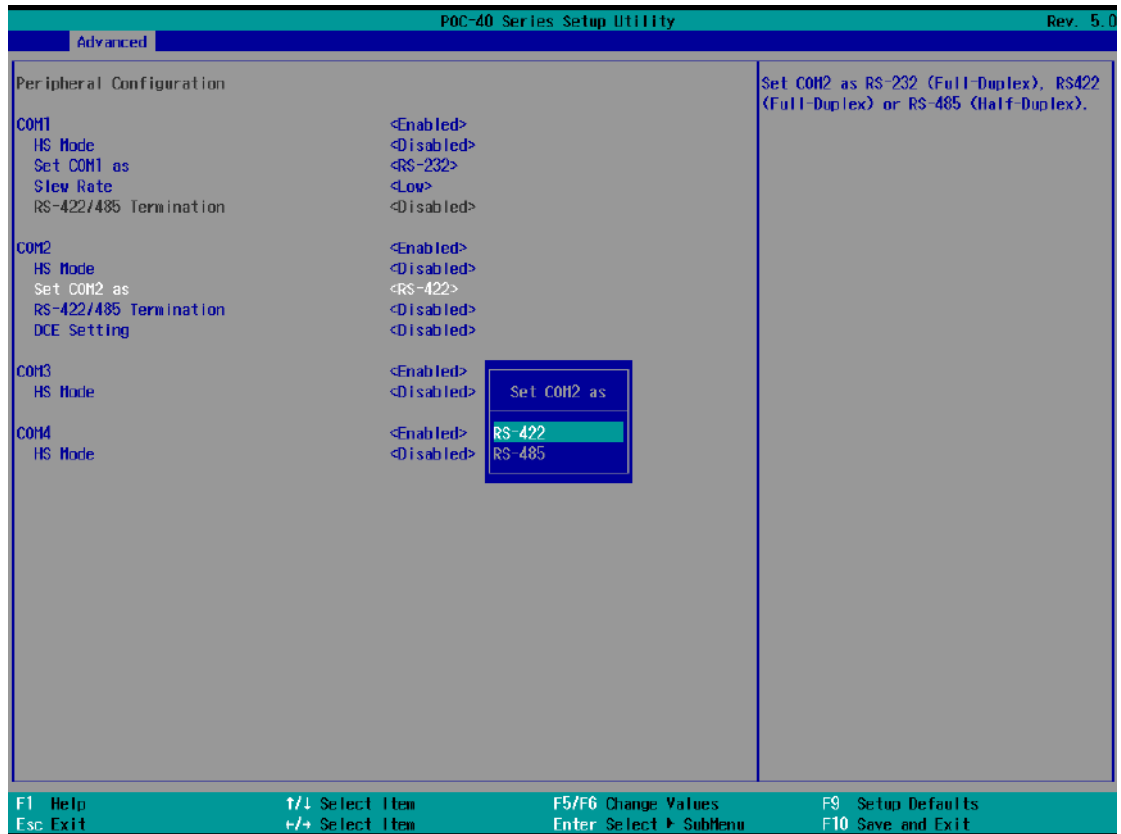 POC-40 Series Setup Utility Rev. 5.0
Advanced
Peripheral Configuration
COM1 <Enabled>
HS Mode <Disabled>
Set COM1 as <RS-232>
Slew Rate <Low>
RS-422/485 Termination <Disabled>
COM2 <Enabled>
HS Mode <Disabled>
Set COM2 as <RS-422>
RS-422/485 Termination <Disabled>
DCE Setting <Disabled>
COM3 <Enabled>
HS Mode <Disabled>
COM4 <Enabled>
HS Mode <Disabled>
Set COM2 as
RS-422
RS-485
Set COM2 as RS-232 (Full-Duplex), RS422
(Full-Duplex) or RS-485 (Half-Duplex).
F1 Help ↑/↓ Select Item F5/F6 Change Values F9 Setup Defaults
Esc Exit ←/→ Select Item Enter Select ▶ SubMenu F10 Save and Exit